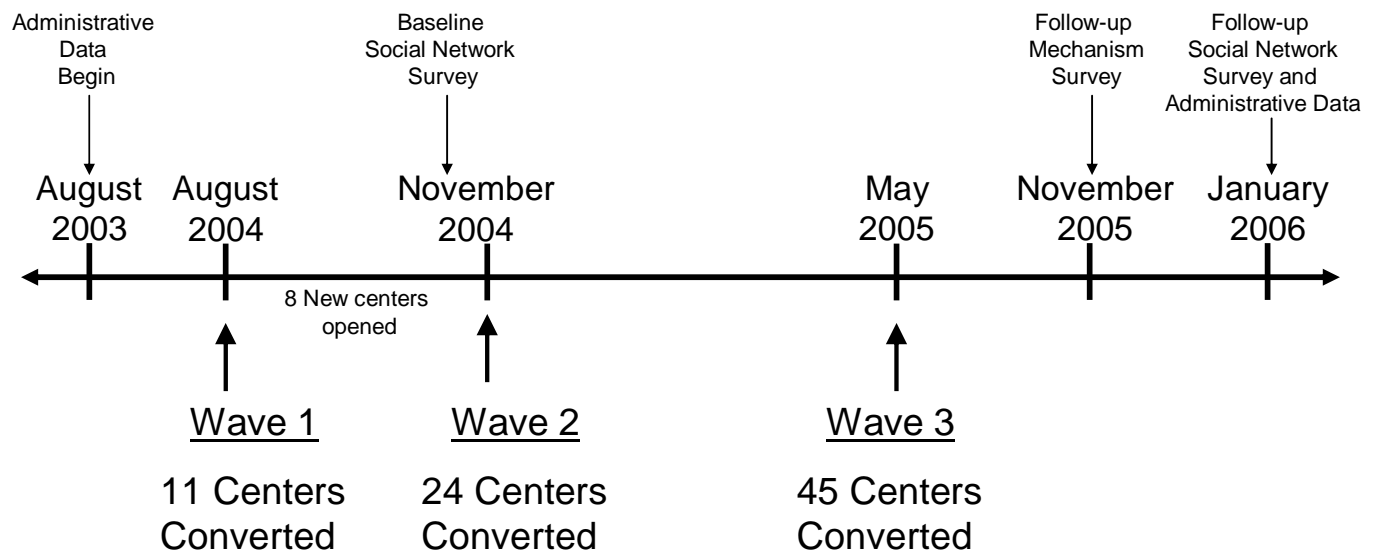 Administrative
Data
Begin
Baseline
Social Network
Survey
Follow-up
Mechanism
Survey
Follow-up
Social Network
Survey and
Administrative Data
August
2003
August
2004
November
2004
May
2005
November
2005
January
2006
8 New centers
opened
Wave 1
11 Centers
Converted
Wave 2
24 Centers
Converted
Wave 3
45 Centers
Converted